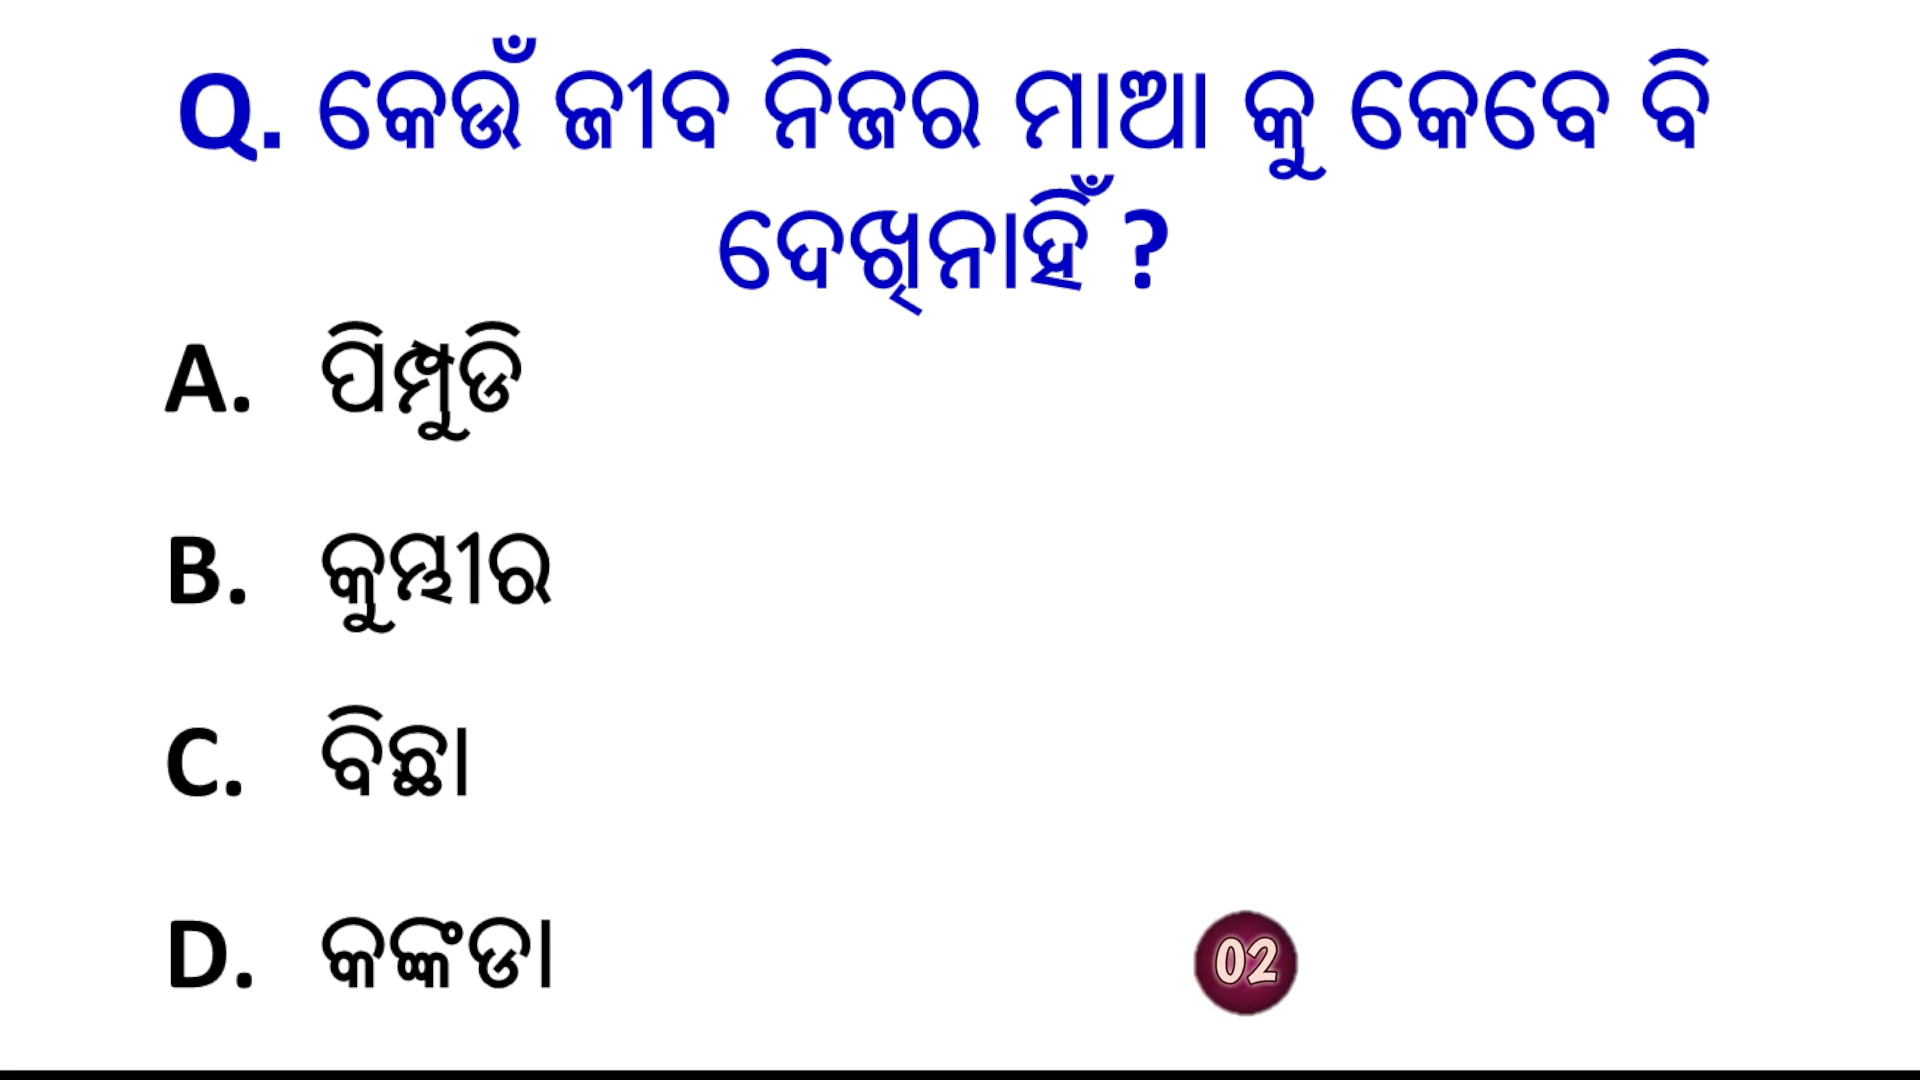 Q. କେଉଁ ଜୀବ ନିଜର ମାଆ କୁ କେବେ ବି
ଦେଖିନାହିଁ ?
A. ପିମ୍ପୁଡି
B. କୁମ୍ଭୀର
C. ବିଛା
D. କଙ୍କଡା
02